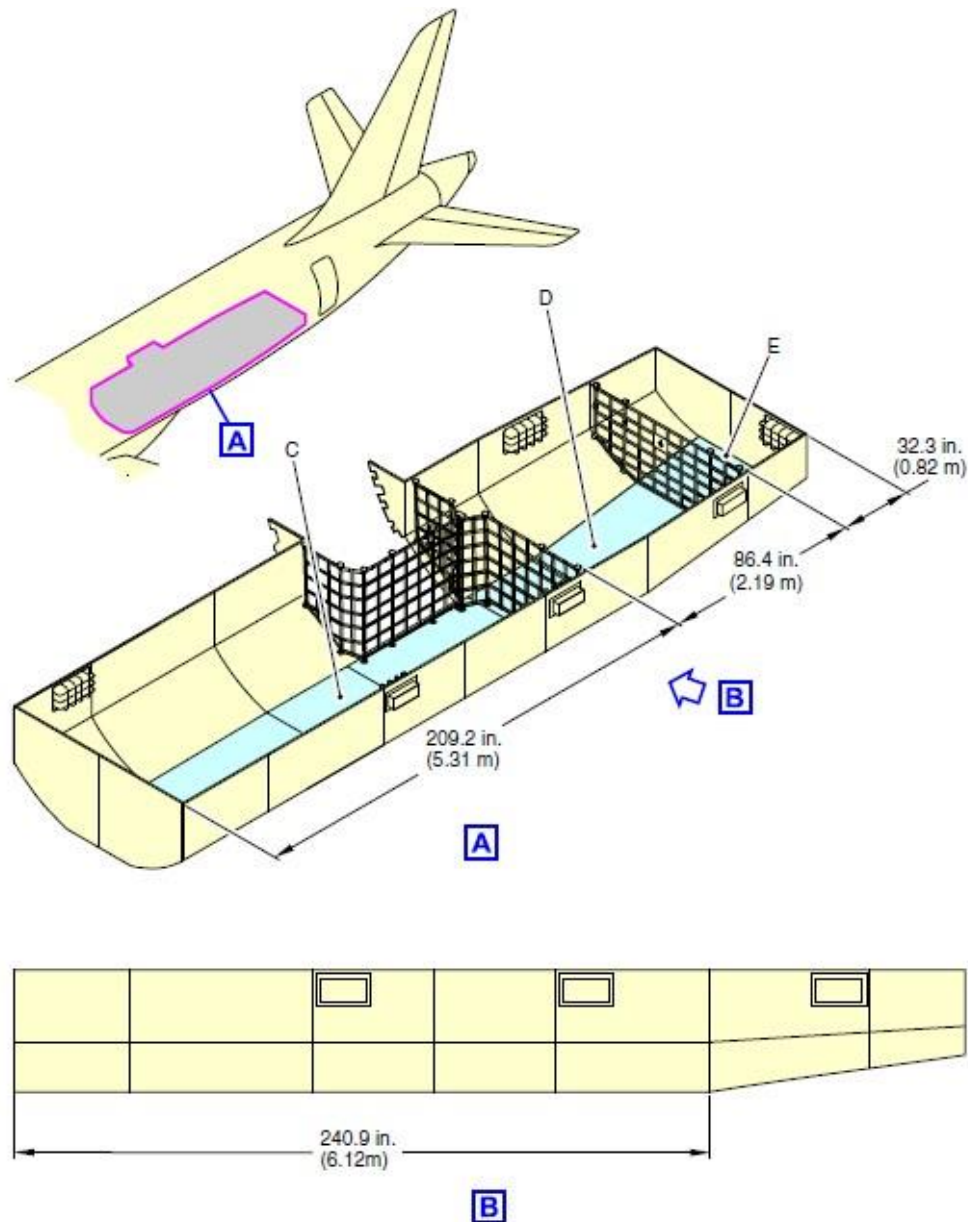 A
D
E
C
32.3 in.
(0.82 m)
86.4 in.
(2.19 m)
B
209.2 in.
(5.31 m)
A
240.9 in.
(6.12m)
B